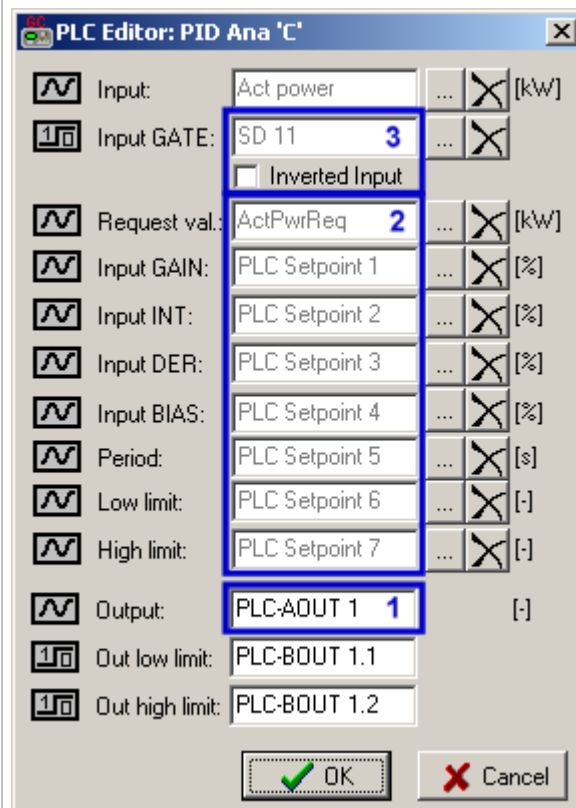 GC PLC Editor: PID Ana 'C'
Input: Act power ... [kW]
Input GATE: SD 11 3 ...
Inverted Input
Request val.: ActPwrReq 2 ... [kW]
Input GAIN: PLC Setpoint 1 ... [%]
Input INT: PLC Setpoint 2 ... [%]
Input DER: PLC Setpoint 3 ... [%]
Input BIAS: PLC Setpoint 4 ... [%]
Period: PLC Setpoint 5 ... [s]
Low limit: PLC Setpoint 6 ... [-]
High limit: PLC Setpoint 7 ... [-]
Output: PLC-AOUT 1 1 [-]
Out low limit: PLC-BOUT 1.1
Out high limit: PLC-BOUT 1.2
OK Cancel